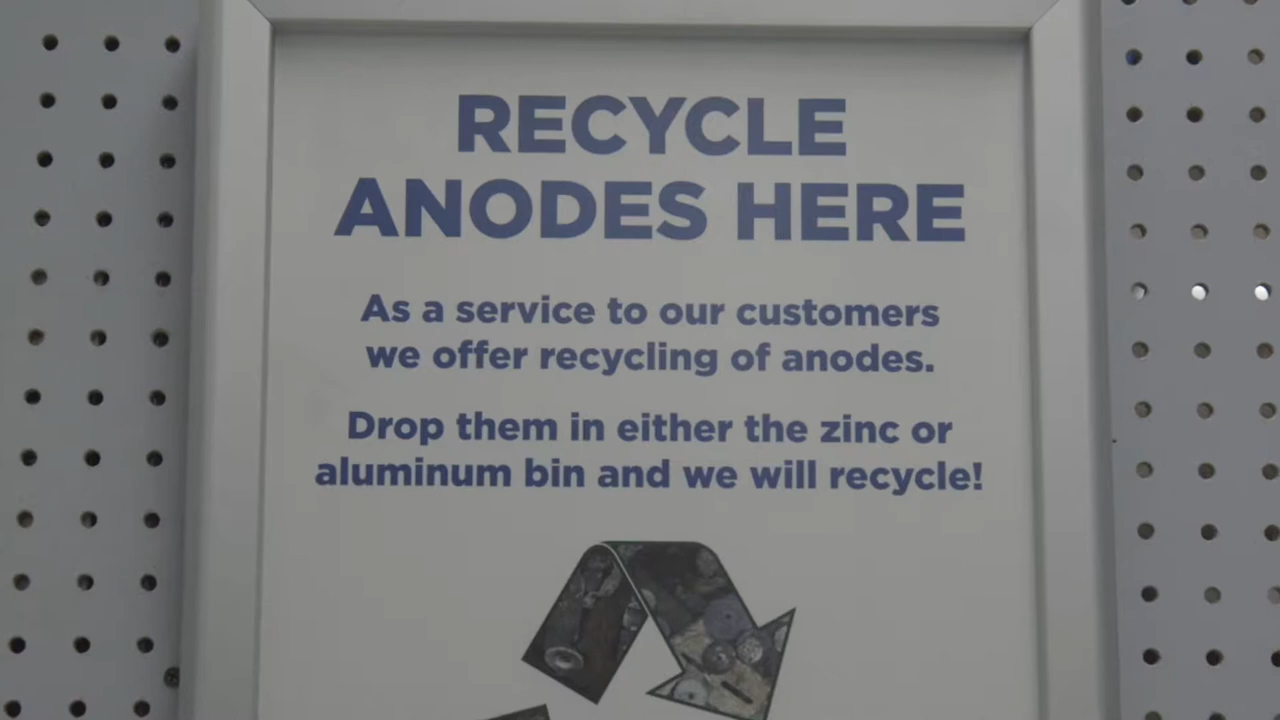 RECYCLE
ANODES HERE
As a service to our customers
we offer recycling of anodes.
Drop them in either the zinc or
aluminum bin and we will recycle!